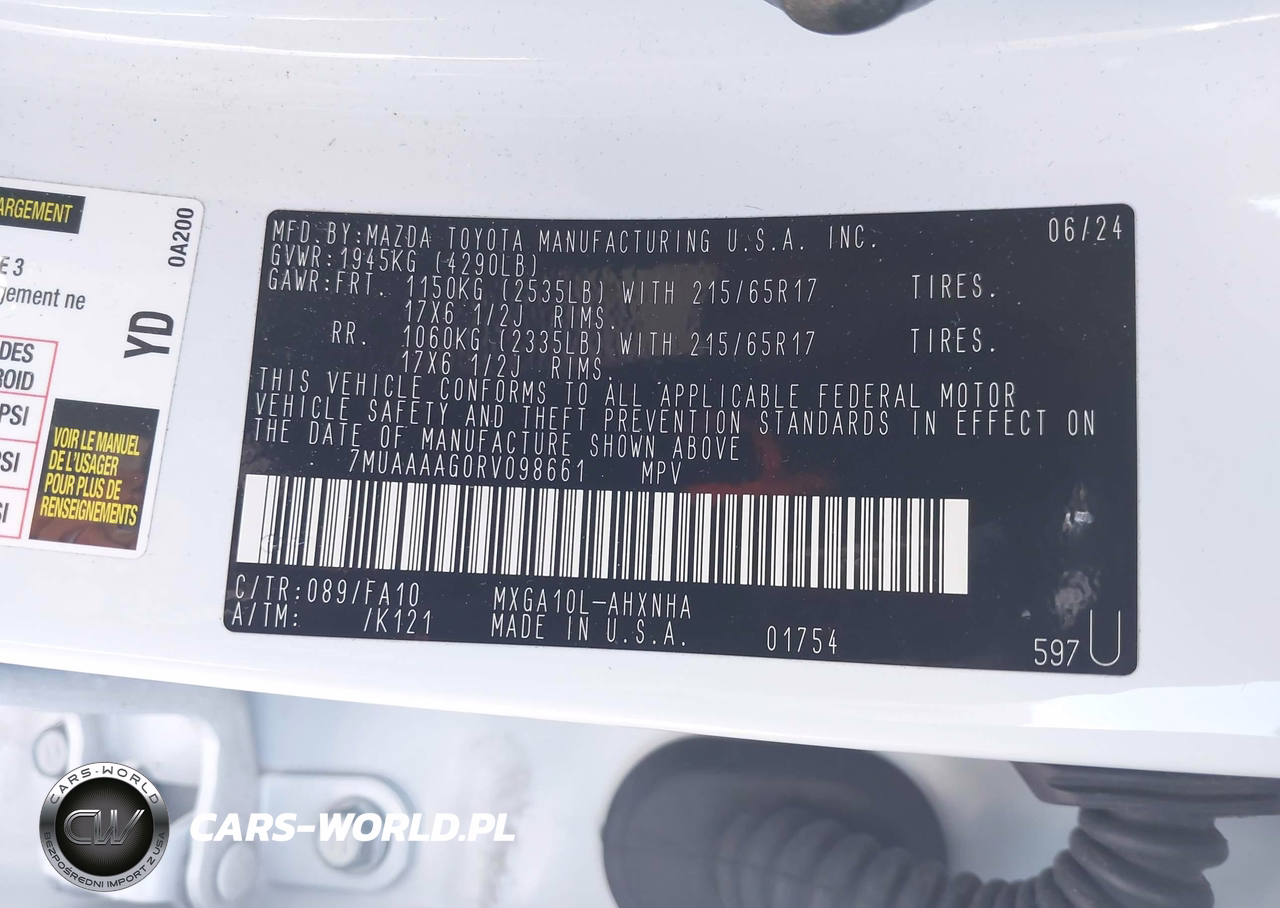 ARGEMENT
0A200
E 3
gement ne
YD
DES
ROID
PSI
PSI
SI
VOIR LE MANUEL
DE L'USAGER
POUR PLUS DE
RENSEIGNEMENTS
MFD.BY:MAZDA TOYOTA MANUFACTURING U.S.A. INC. 06/24
GVWR:1945KG (4290LB)
GAWR:FRT. 1150KG (2535LB) WITH 215/65R17 TIRES.
17X6 1/2J RIMS.
RR. 1060KG (2335LB) WITH 215/65R17 TIRES.
17X6 1/2J RIMS.
THIS VEHICLE CONFORMS TO ALL APPLICABLE FEDERAL MOTOR
VEHICLE SAFETY AND THEFT PREVENTION STANDARDS IN EFFECT ON
THE DATE OF MANUFACTURE SHOWN ABOVE
7MUAAAAG0RV098661 MPV
C/TR:089/FA10 MXGA10L-AHXNHA
A/TM: /K121 MADE IN U.S.A. 01754
597 U
CARS-WORLD
CW
BEZPOŚREDNI IMPORT Z USA
CARS-WORLD.PL